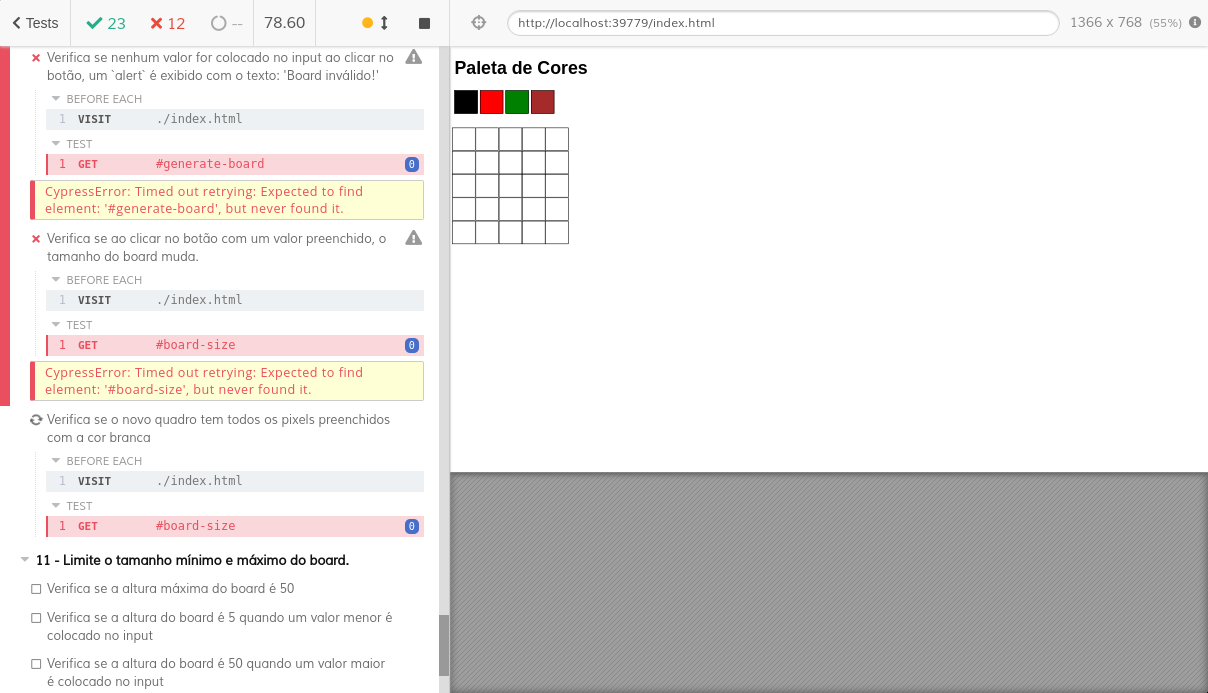 Tests
23
12
--
78.60
http://localhost:39779/index.html
1366 x 768 (55%)
Verifica se nenhum valor for colocado no input ao clicar no
botão, um `alert` é exibido com o texto: 'Board inválido!'
BEFORE EACH
1 VISIT ./index.html
TEST
1 GET #generate-board 0
CypressError: Timed out retrying: Expected to find
element: '#generate-board', but never found it.
Verifica se ao clicar no botão com um valor preenchido, o
tamanho do board muda.
BEFORE EACH
1 VISIT ./index.html
TEST
1 GET #board-size 0
CypressError: Timed out retrying: Expected to find
element: '#board-size', but never found it.
Verifica se o novo quadro tem todos os pixels preenchidos
com a cor branca
BEFORE EACH
1 VISIT ./index.html
TEST
1 GET #board-size 0
11 - Limite o tamanho mínimo e máximo do board.
Verifica se a altura máxima do board é 50
Verifica se a altura do board é 5 quando um valor menor é
colocado no input
Verifica se a altura do board é 50 quando um valor maior
é colocado no input
Paleta de Cores